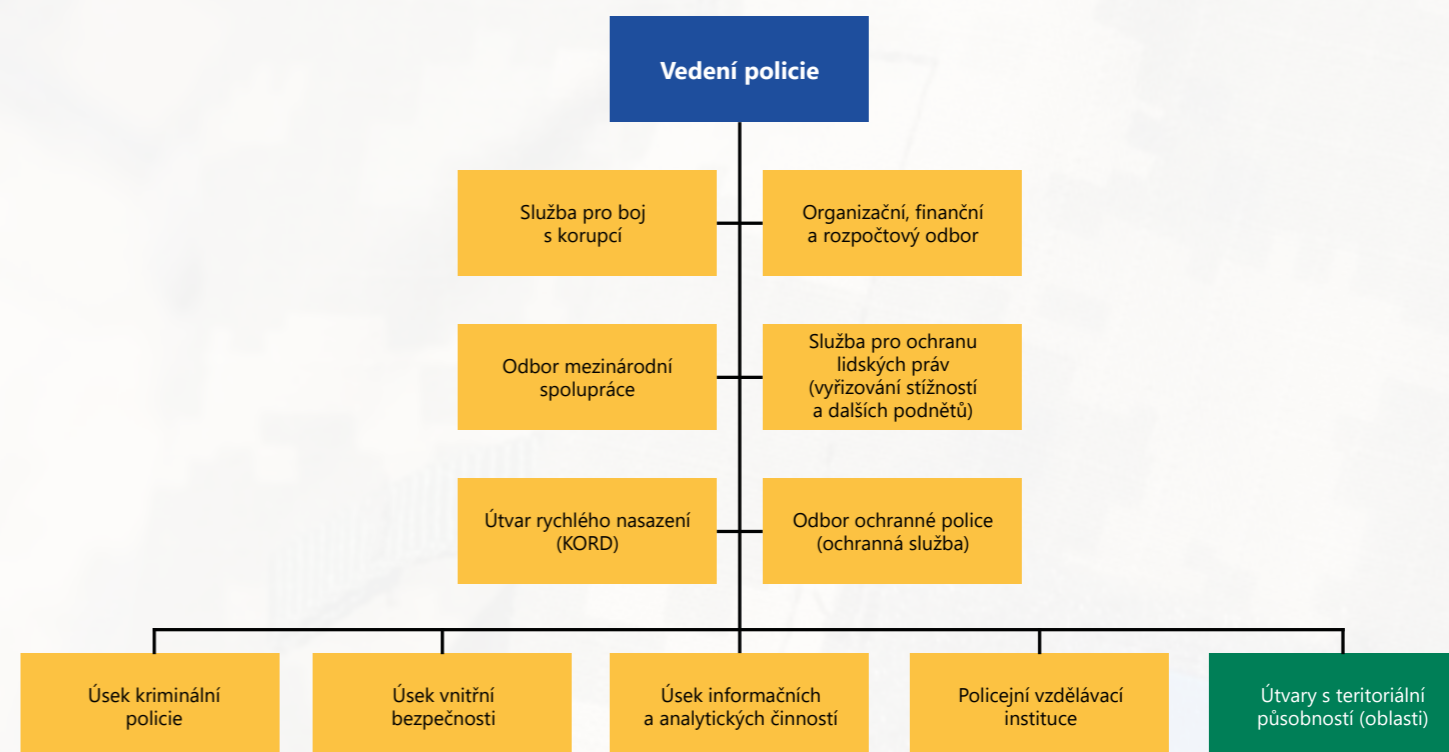 Vedení policie
Služba pro boj
s korupcí
Organizační, finanční
a rozpočtový odbor
Odbor mezinárodní
spolupráce
Služba pro ochranu
lidských práv
(vyřizování stížností
a dalších podnětů)
Útvar rychlého nasazení
(KORD)
Odbor ochranné police
(ochranná služba)
Úsek kriminální
policie
Úsek vnitřní
bezpečnosti
Úsek informačních
a analytických činností
Policejní vzdělávací
instituce
Útvary s teritoriální
působností (oblasti)